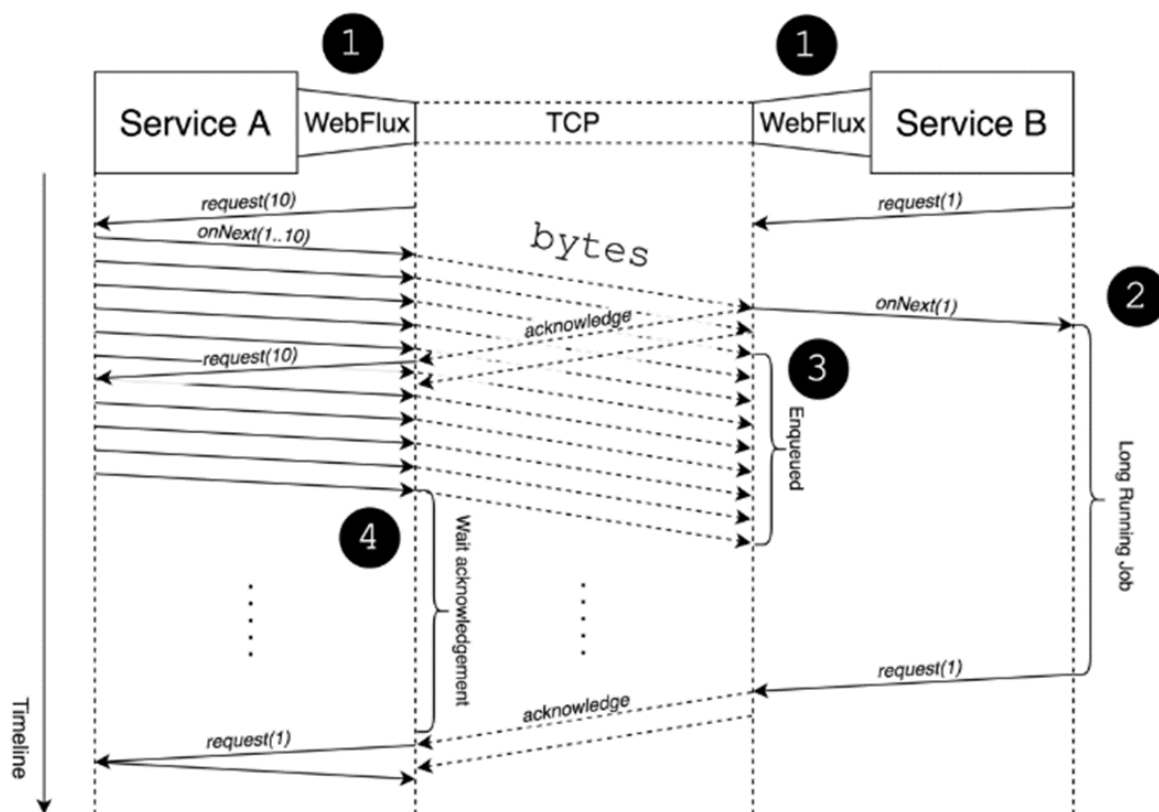 1
1
Service A
WebFlux
TCP
WebFlux
Service B
request(10)
request(1)
onNext(1..10)
bytes
2
onNext(1)
acknowledge
request(10)
3
Enqueued
Long Running Job
4
Wait acknowledgement
request(1)
acknowledge
request(1)
Timeline